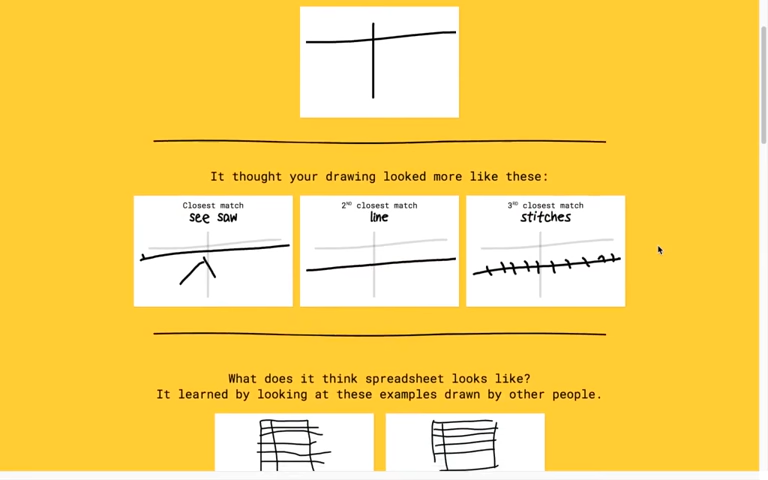 It thought your drawing looked more like these:
Closest match
see saw
2ND closest match
line
3RD closest match
stitches
What does it think spreadsheet looks like?
It learned by looking at these examples drawn by other people.